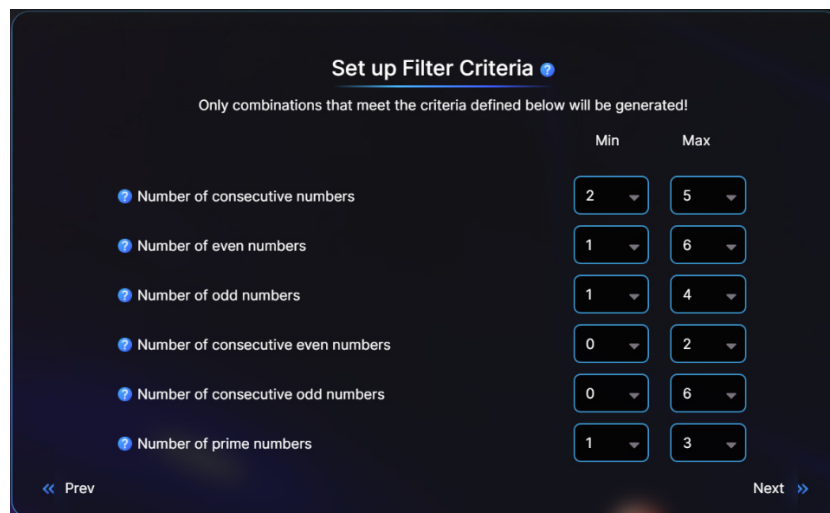 Set up Filter Criteria ?
Only combinations that meet the criteria defined below will be generated!
Min Max
? Number of consecutive numbers 2 5
? Number of even numbers 1 6
? Number of odd numbers 1 4
? Number of consecutive even numbers 0 2
? Number of consecutive odd numbers 0 6
? Number of prime numbers 1 3
« Prev Next »